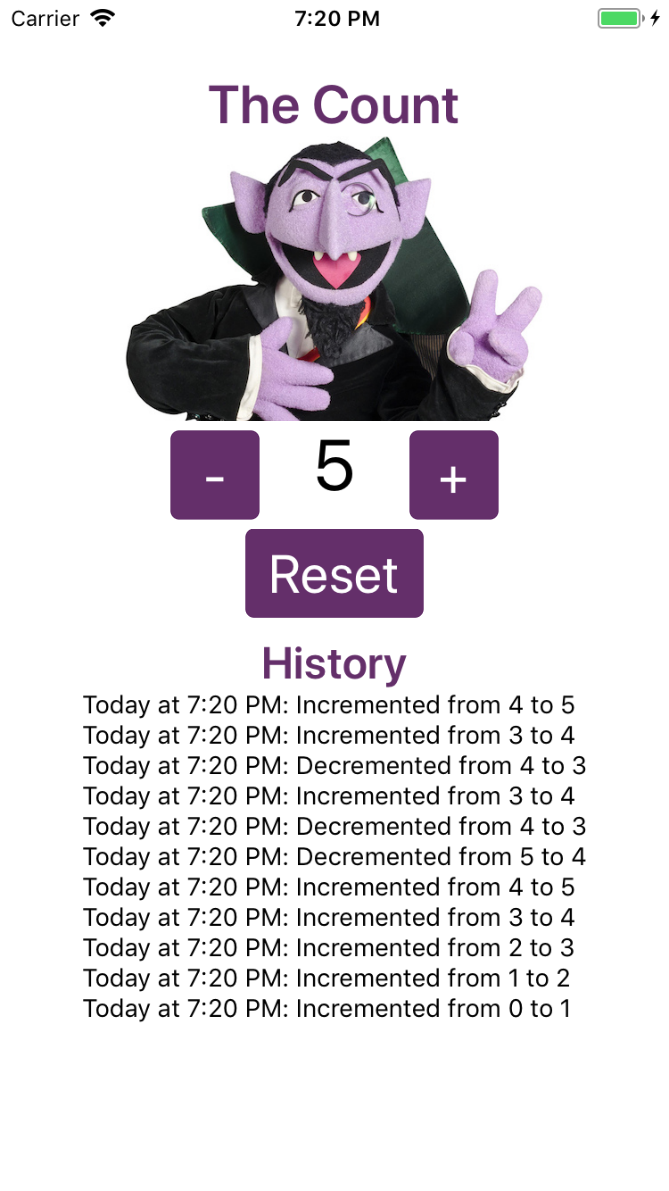 Carrier 7:20 PM
The Count
- 5 +
Reset
History
Today at 7:20 PM: Incremented from 4 to 5
Today at 7:20 PM: Incremented from 3 to 4
Today at 7:20 PM: Decremented from 4 to 3
Today at 7:20 PM: Incremented from 3 to 4
Today at 7:20 PM: Decremented from 4 to 3
Today at 7:20 PM: Decremented from 5 to 4
Today at 7:20 PM: Incremented from 4 to 5
Today at 7:20 PM: Incremented from 3 to 4
Today at 7:20 PM: Incremented from 2 to 3
Today at 7:20 PM: Incremented from 1 to 2
Today at 7:20 PM: Incremented from 0 to 1